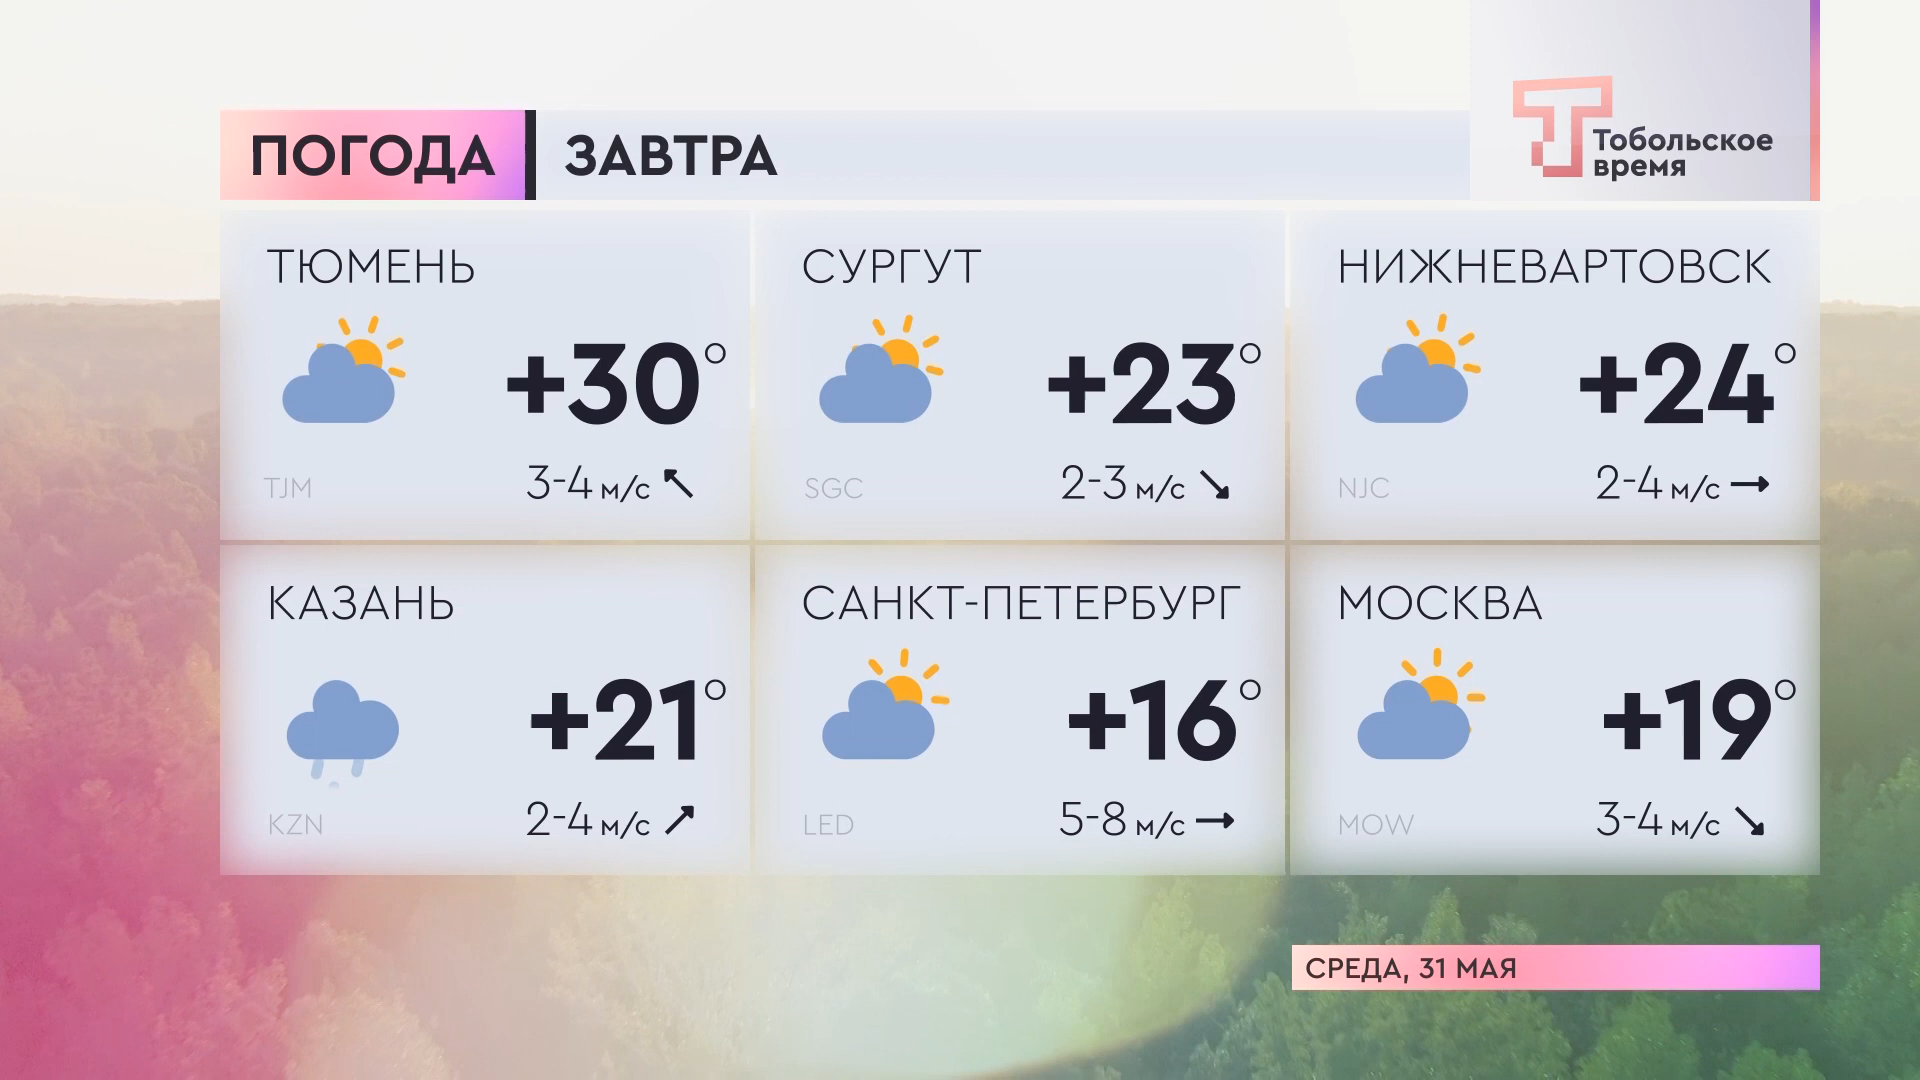 ПОГОДА ЗАВТРА
Тобольское
время
ТЮМЕНЬ
+30°
TJM
3-4 м/с
СУРГУТ
+23°
SGC
2-3 м/с
НИЖНЕВАРТОВСК
+24°
NJC
2-4 м/с
КАЗАНЬ
+21°
KZN
2-4 м/с
САНКТ-ПЕТЕРБУРГ
+16°
LED
5-8 м/с
МОСКВА
+19°
MOW
3-4 м/с
СРЕДА, 31 МАЯ